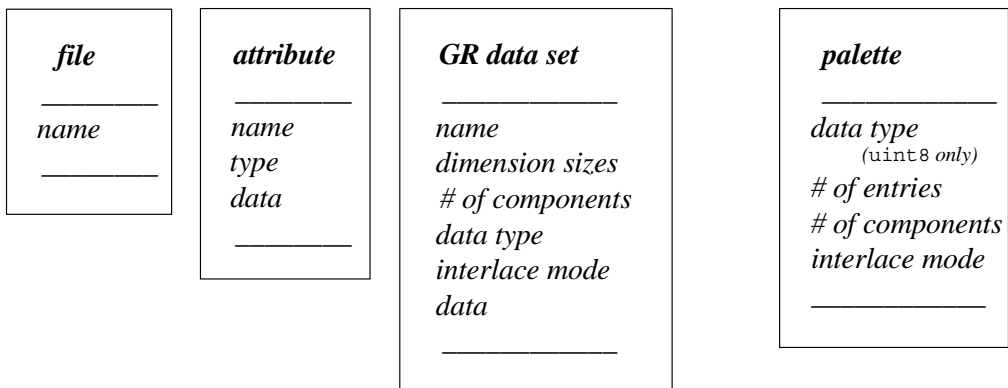 file
name
attribute
name
type
data
GR data set
name
dimension sizes
# of components
data type
interlace mode
data
palette
data type
(uint8 only)
# of entries
# of components
interlace mode